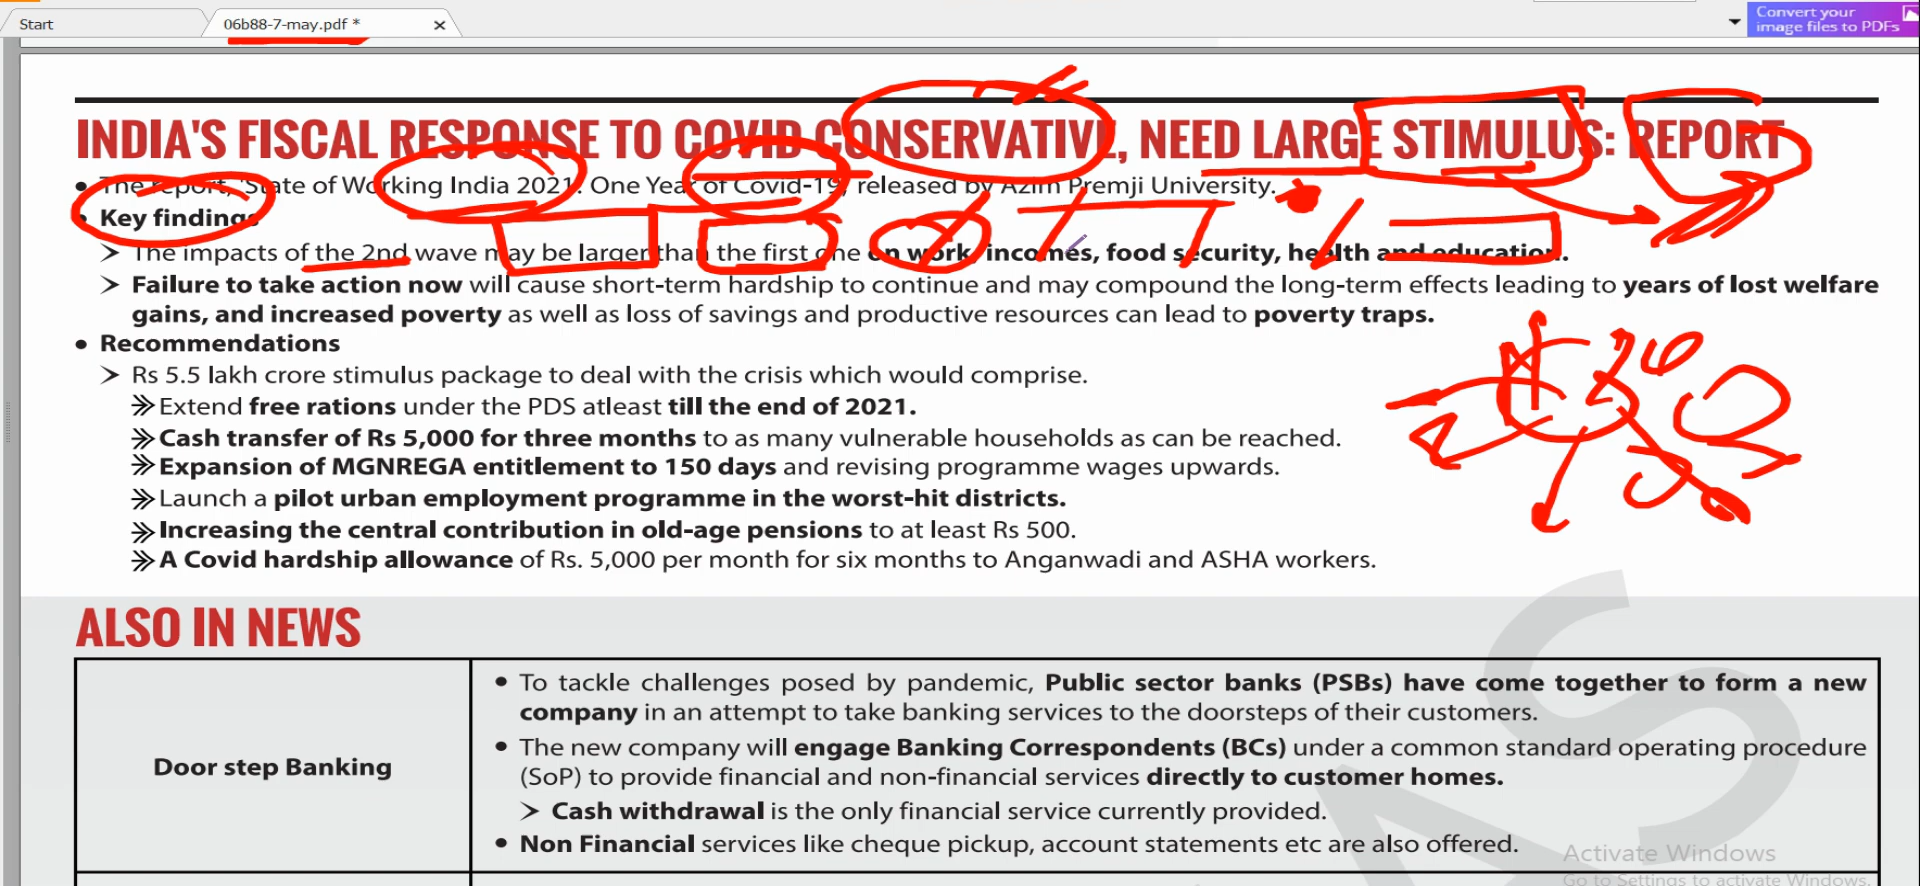 Start
06b88-7-may.pdf *
Convert your
image files to PDFs
INDIA'S FISCAL RESPONSE TO COVID CONSERVATIVE, NEED LARGE STIMULUS: REPORT
• The report, 'State of Working India 2021: One Year of Covid-19,' released by Azim Premji University.
• Key findings
➤ The impacts of the 2nd wave may be larger than the first one on work, incomes, food security, health and education.
➤ Failure to take action now will cause short-term hardship to continue and may compound the long-term effects leading to years of lost welfare
gains, and increased poverty as well as loss of savings and productive resources can lead to poverty traps.
• Recommendations
➤ Rs 5.5 lakh crore stimulus package to deal with the crisis which would comprise.
Extend free rations under the PDS atleast till the end of 2021.
Cash transfer of Rs 5,000 for three months to as many vulnerable households as can be reached.
Expansion of MGNREGA entitlement to 150 days and revising programme wages upwards.
Launch a pilot urban employment programme in the worst-hit districts.
Increasing the central contribution in old-age pensions to at least Rs 500.
A Covid hardship allowance of Rs. 5,000 per month for six months to Anganwadi and ASHA workers.
ALSO IN NEWS
Door step Banking
• To tackle challenges posed by pandemic, Public sector banks (PSBs) have come together to form a new
company in an attempt to take banking services to the doorsteps of their customers.
• The new company will engage Banking Correspondents (BCs) under a common standard operating procedure
(SoP) to provide financial and non-financial services directly to customer homes.
➤ Cash withdrawal is the only financial service currently provided.
• Non Financial services like cheque pickup, account statements etc are also offered.
Activate Windows
Go to Settings to activate Windows.